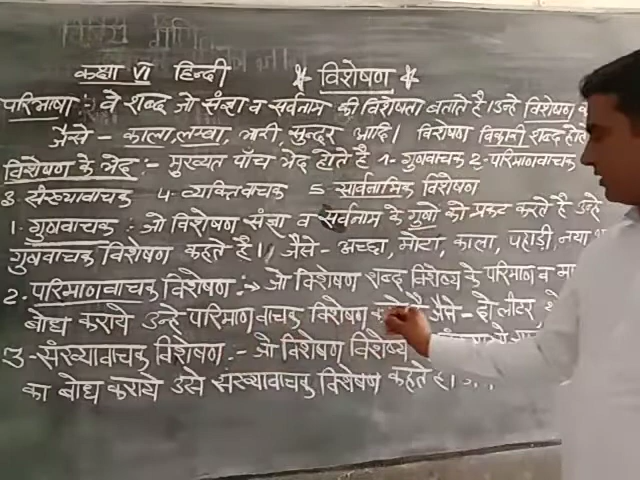 कक्षा VI हिन्दी * विशेषण *
परिभाषा :- वे शब्द जो संज्ञा व सर्वनाम की विशेषता बताते है। उन्हे विशेषण
जैसे - काला, लम्बा, भारी, सुन्दर आदि। विशेषण विकारी शब्द होते
विशेषण के भेद :- मुख्यत पाँच भेद होते है 1- गुणवाचक 2- परिमाणवाचक
3 संख्यावाचक 4- व्यक्तिवाचक 5- सार्वनामिक विशेषण
1- गुणवाचक :- जो विशेषण संज्ञा व सर्वनाम के गुणो को प्रकट करते है उन्हे
गुणवाचक विशेषण कहते है। जैसे - अच्छा, मोटा, काला, पहाड़ी, नया
2- परिमाणवाचक विशेषण :- जो विशेषण शब्द विशेष्य के परिमाण व
बोध कराये उन्हे परिमाणवाचक विशेषण है जैसे - दो लीटर
3- संख्यावाचक विशेषण :- जो विशेषण विशेष्य
का बोध कराये उसे संख्यावाचक विशेषण कहते है।...